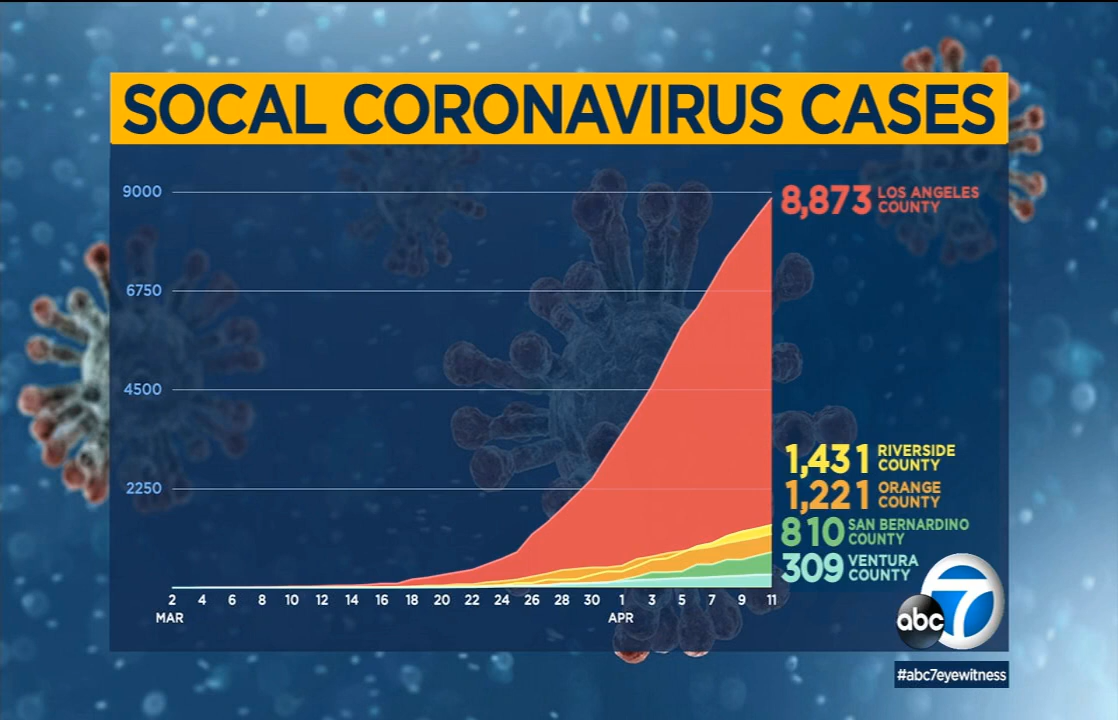 SOCAL CORONAVIRUS CASES
9000
6750
4500
2250
8,873 LOS ANGELES COUNTY
1,431 RIVERSIDE COUNTY
1,221 ORANGE COUNTY
810 SAN BERNARDINO COUNTY
309 VENTURA COUNTY
2 4 6 8 10 12 14 16 18 20 22 24 26 28 30 1 3 5 7 9 11
MAR APR
abc 7
#abc7eyewitness